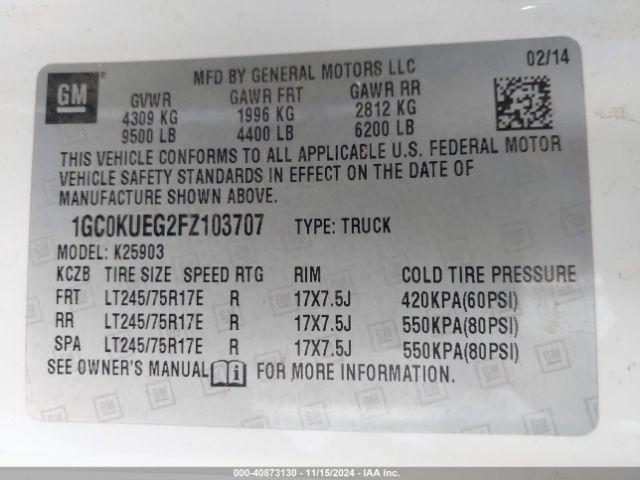 GM
MFD BY GENERAL MOTORS LLC
02/14
GVWR GAWR FRT GAWR RR
4309 KG 1996 KG 2812 KG
9500 LB 4400 LB 6200 LB
THIS VEHICLE CONFORMS TO ALL APPLICABLE U.S. FEDERAL MOTOR
VEHICLE SAFETY STANDARDS IN EFFECT ON THE DATE OF
MANUFACTURE SHOWN ABOVE.
1GC0KUEG2FZ103707 TYPE: TRUCK
MODEL: K25903
KCZB TIRE SIZE SPEED RTG RIM COLD TIRE PRESSURE
FRT LT245/75R17E R 17X7.5J 420KPA(60PSI)
RR LT245/75R17E R 17X7.5J 550KPA(80PSI)
SPA LT245/75R17E R 17X7.5J 550KPA(80PSI)
SEE OWNER'S MANUAL FOR MORE INFORMATION.
000-40873130 - 11/15/2024 - IAA Inc.